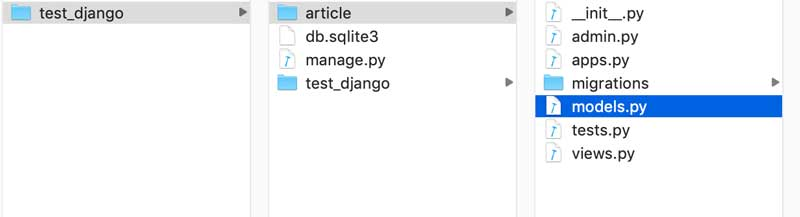 test_django
article
db.sqlite3
manage.py
test_django
__init__.py
admin.py
apps.py
migrations
models.py
tests.py
views.py